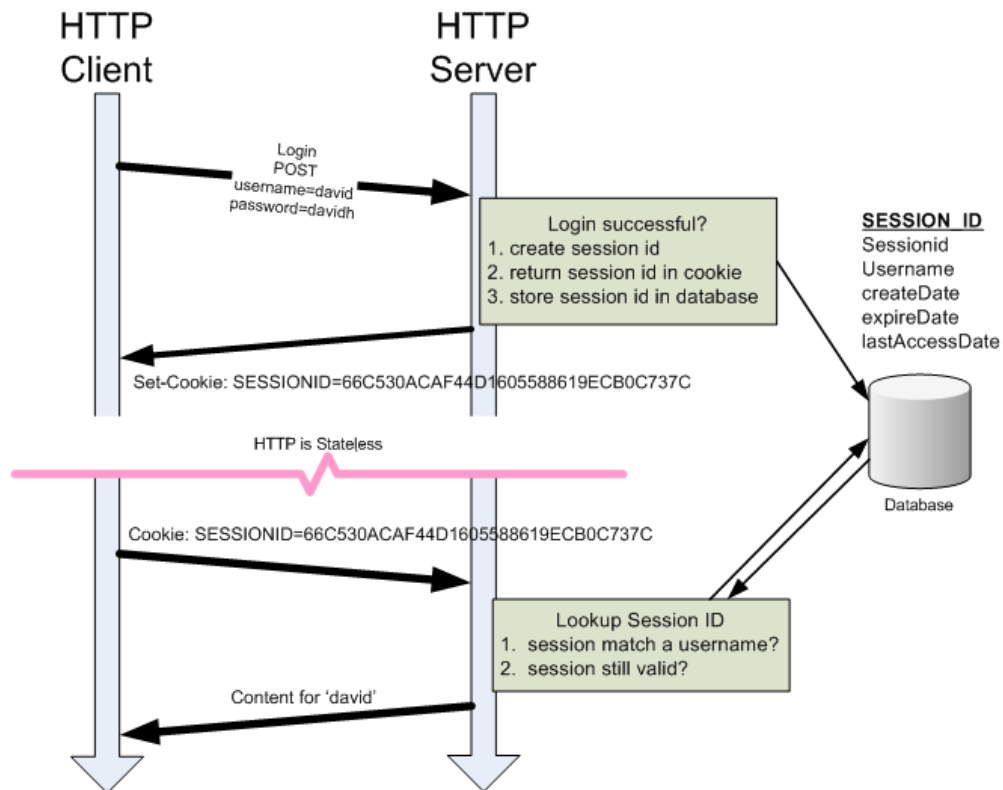 HTTP
Client
HTTP
Server
Login
POST
username=david
password=davidh
Login successful?
1. create session id
2. return session id in cookie
3. store session id in database
SESSION_ID
Sessionid
Username
createDate
expireDate
lastAccessDate
Set-Cookie: SESSIONID=66C530ACAF44D1605588619ECB0C737C
HTTP is Stateless
Database
Cookie: SESSIONID=66C530ACAF44D1605588619ECB0C737C
Lookup Session ID
1. session match a username?
2. session still valid?
Content for 'david'